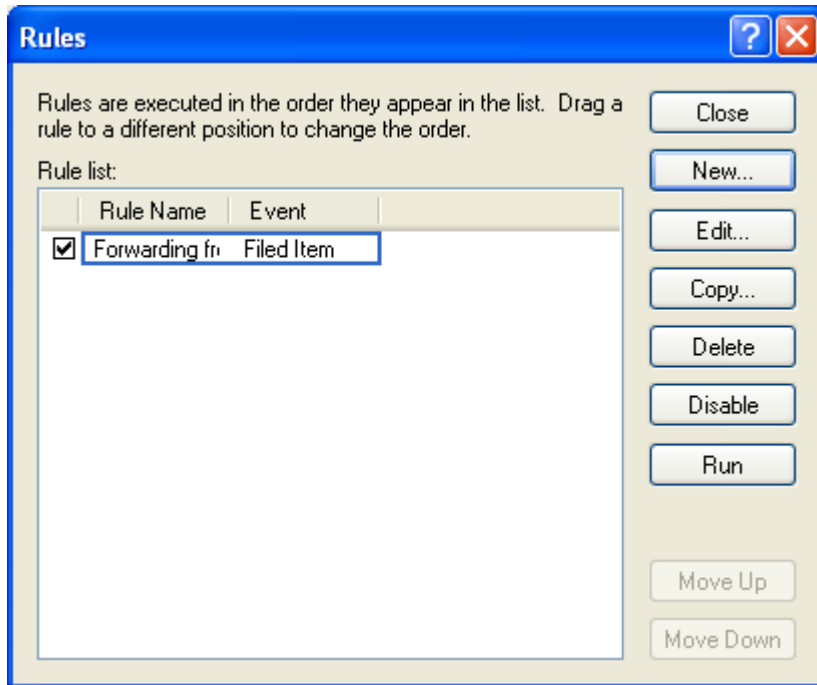 Rules
?
Rules are executed in the order they appear in the list. Drag a
rule to a different position to change the order.
Rule list:
Rule Name Event
Forwarding fr Filed Item
Close
New...
Edit...
Copy...
Delete
Disable
Run
Move Up
Move Down